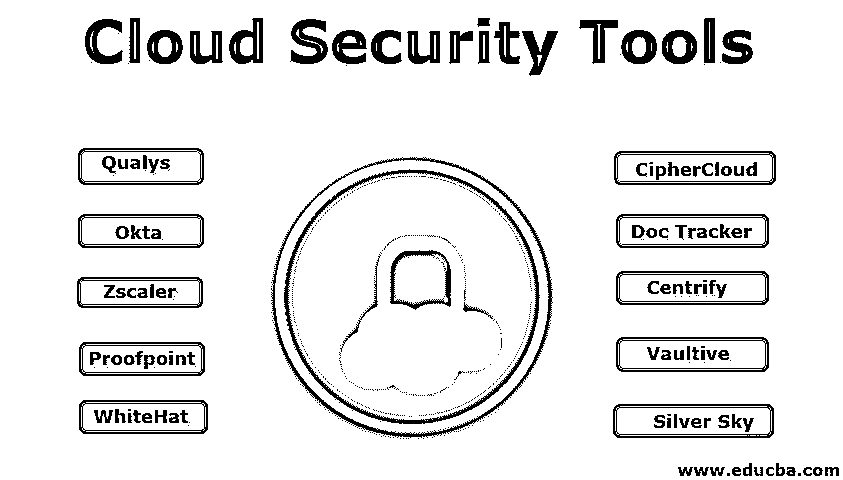 Cloud Security Tools
Qualys
Okta
Zscaler
Proofpoint
WhiteHat
CipherCloud
Doc Tracker
Centrify
Vaultive
Silver Sky
www.educba.com